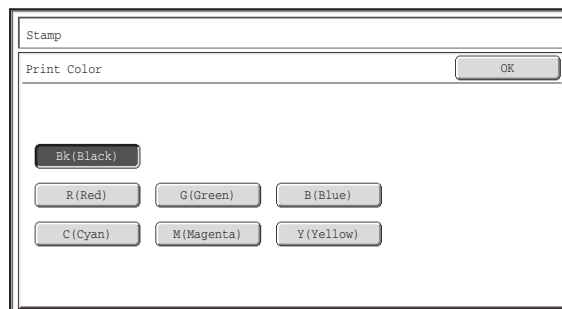 Stamp
Print Color OK
Bk(Black)
R(Red) G(Green) B(Blue)
C(Cyan) M(Magenta) Y(Yellow)